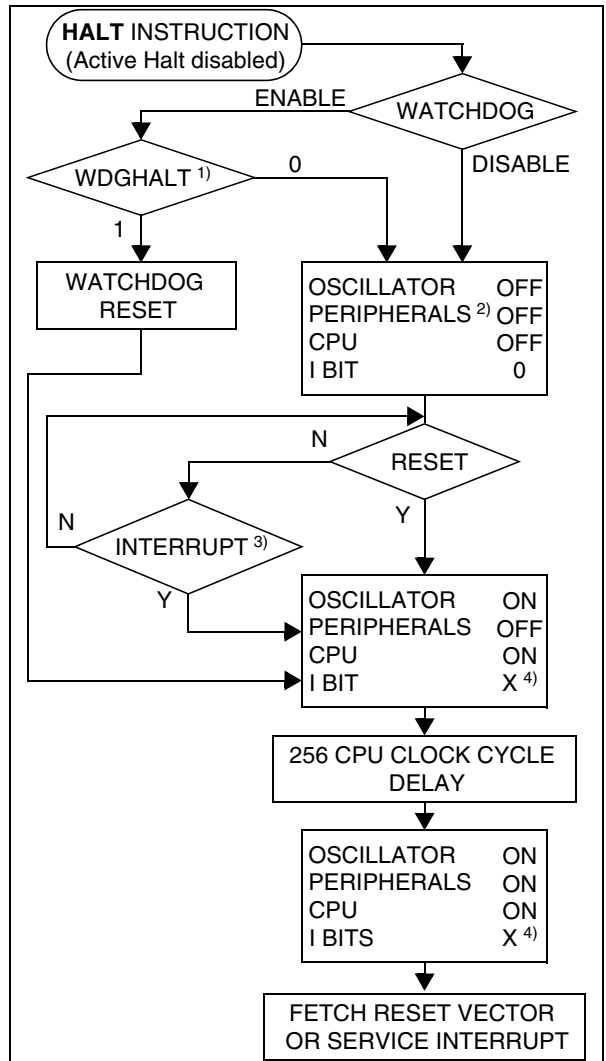 HALT INSTRUCTION
(Active Halt disabled)
ENABLE
WATCHDOG
WDGHALT 1)
0
DISABLE
1
WATCHDOG
RESET
OSCILLATOR OFF
PERIPHERALS 2) OFF
CPU OFF
I BIT 0
N
RESET
N
Y
INTERRUPT 3)
Y
OSCILLATOR ON
PERIPHERALS OFF
CPU ON
I BIT X 4)
256 CPU CLOCK CYCLE
DELAY
OSCILLATOR ON
PERIPHERALS ON
CPU ON
I BITS X 4)
FETCH RESET VECTOR
OR SERVICE INTERRUPT